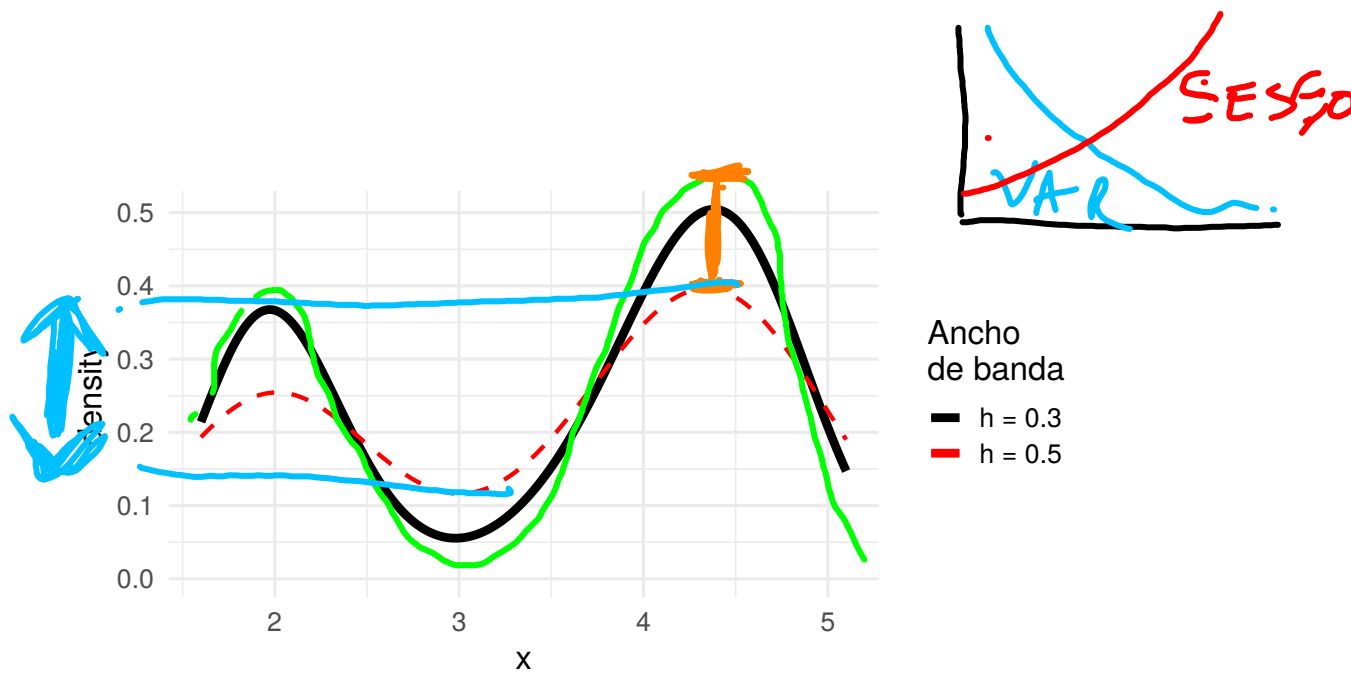 SESGO
VAR
0.5
0.4
0.3
0.2
0.1
0.0
density
2 3 4 5
x
Ancho
de banda
h = 0.3
h = 0.5